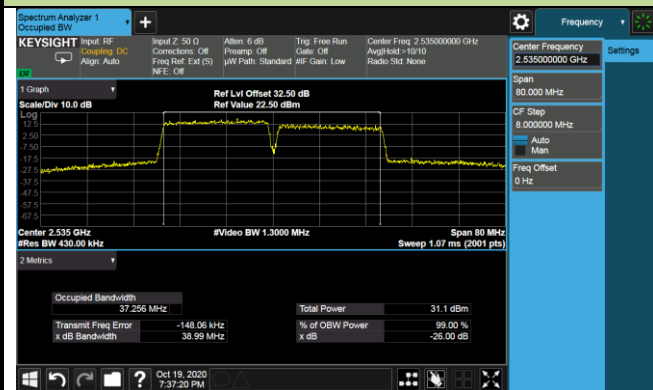 Spectrum Analyzer 1
Occupied BW
Frequency
KEYSIGHT
Input: RF
Coupling: DC
Align: Auto
Input Z: 50 Ω
Corrections: Off
Freq Ref: Ext (S)
NFE: Off
Atten: 6 dB
Preamp: Off
µW Path: Standard
Trig: Free Run
Gate: Off
#IF Gain: Low
Center Freq: 2.535000000 GHz
Avg|Hold:>10/10
Radio Std: None
LXI
Center Frequency
2.535000000 GHz
Settings
Span
80.000 MHz
CF Step
8.000000 MHz
Auto
Man
Freq Offset
0 Hz
1 Graph
Scale/Div 10.0 dB
Ref Lvl Offset 32.50 dB
Ref Value 22.50 dBm
Log
12.5
2.50
-7.50
-17.5
-27.5
-37.5
-47.5
-57.5
-67.5
Center 2.535 GHz
#Video BW 1.3000 MHz
Span 80 MHz
#Res BW 430.00 kHz
Sweep 1.07 ms (2001 pts)
2 Metrics
Occupied Bandwidth
37.256 MHz
Total Power 31.1 dBm
Transmit Freq Error -148.06 kHz
% of OBW Power 99.00 %
x dB Bandwidth 38.99 MHz
x dB -26.00 dB
?
Oct 19, 2020
7:37:20 PM